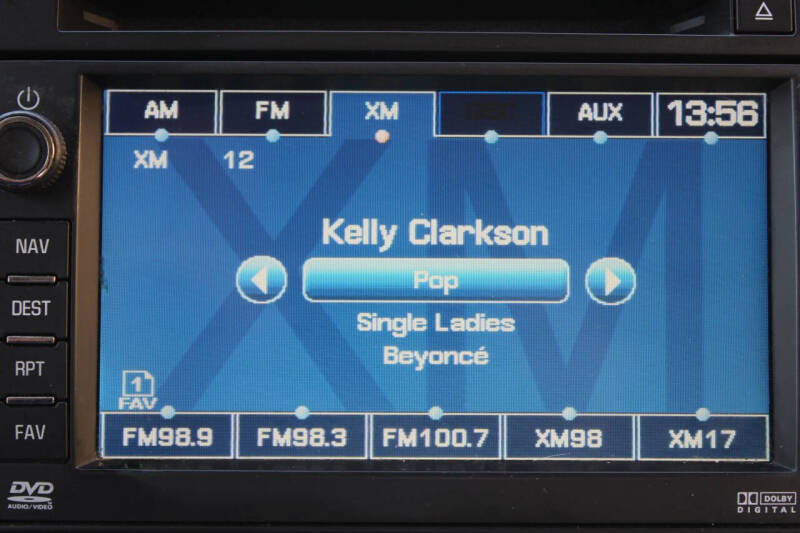 AM FM XM AUX 13:56
XM 12
NAV
Kelly Clarkson
Pop
DEST
Single Ladies
Beyoncé
RPT
1
FAV
FAV
FM98.9 FM98.3 FM100.7 XM98 XM17
DVD
AUDIO/VIDEO
DOLBY
DIGITAL